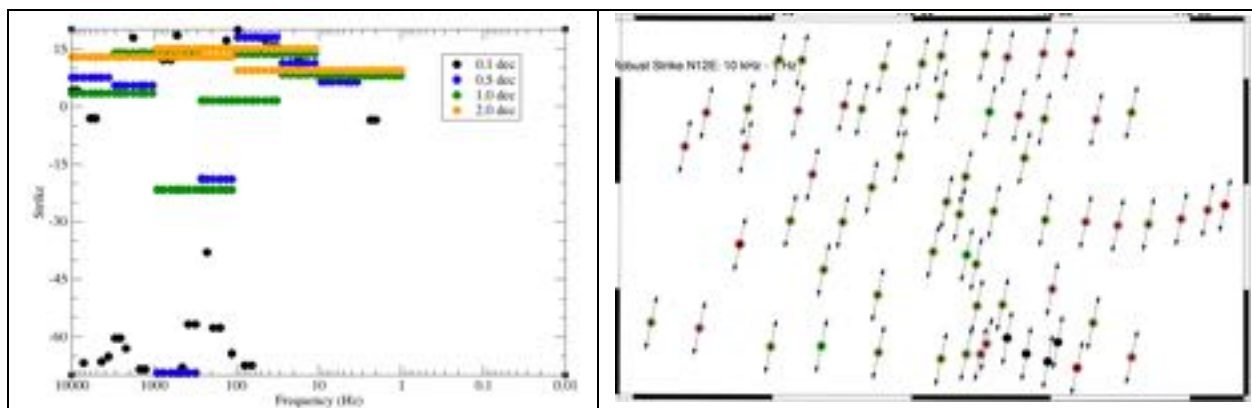 15
0
-15
-30
-45
-60
Strike
10000
1000
100
10
1
0.1
0.01
Frequency (Hz)
0.1 dec
0.5 dec
1.0 dec
2.0 dec
Robust Strike N12E: 10 kHz - 1 Hz